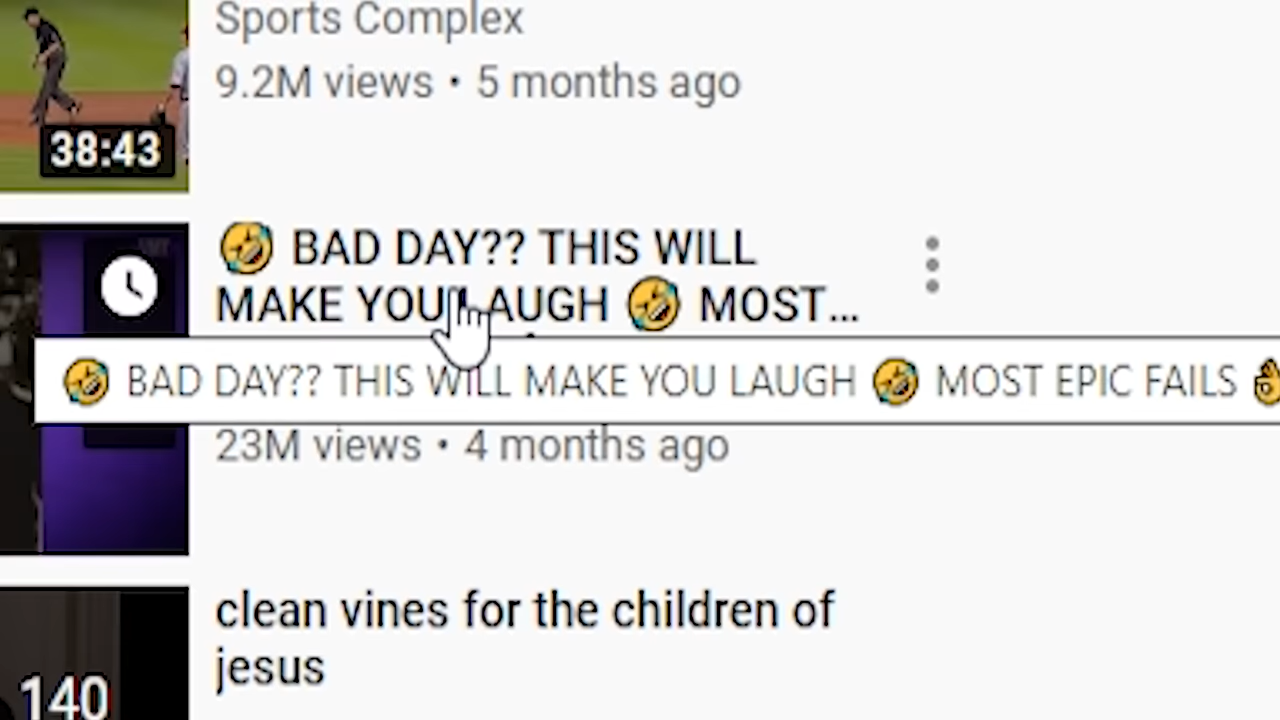 Sports Complex
9.2M views • 5 months ago
38:43
🤣 BAD DAY?? THIS WILL
MAKE YOU LAUGH 🤣 MOST...
🤣 BAD DAY?? THIS WILL MAKE YOU LAUGH 🤣 MOST EPIC FAILS 👌
23M views • 4 months ago
clean vines for the children of
jesus
140